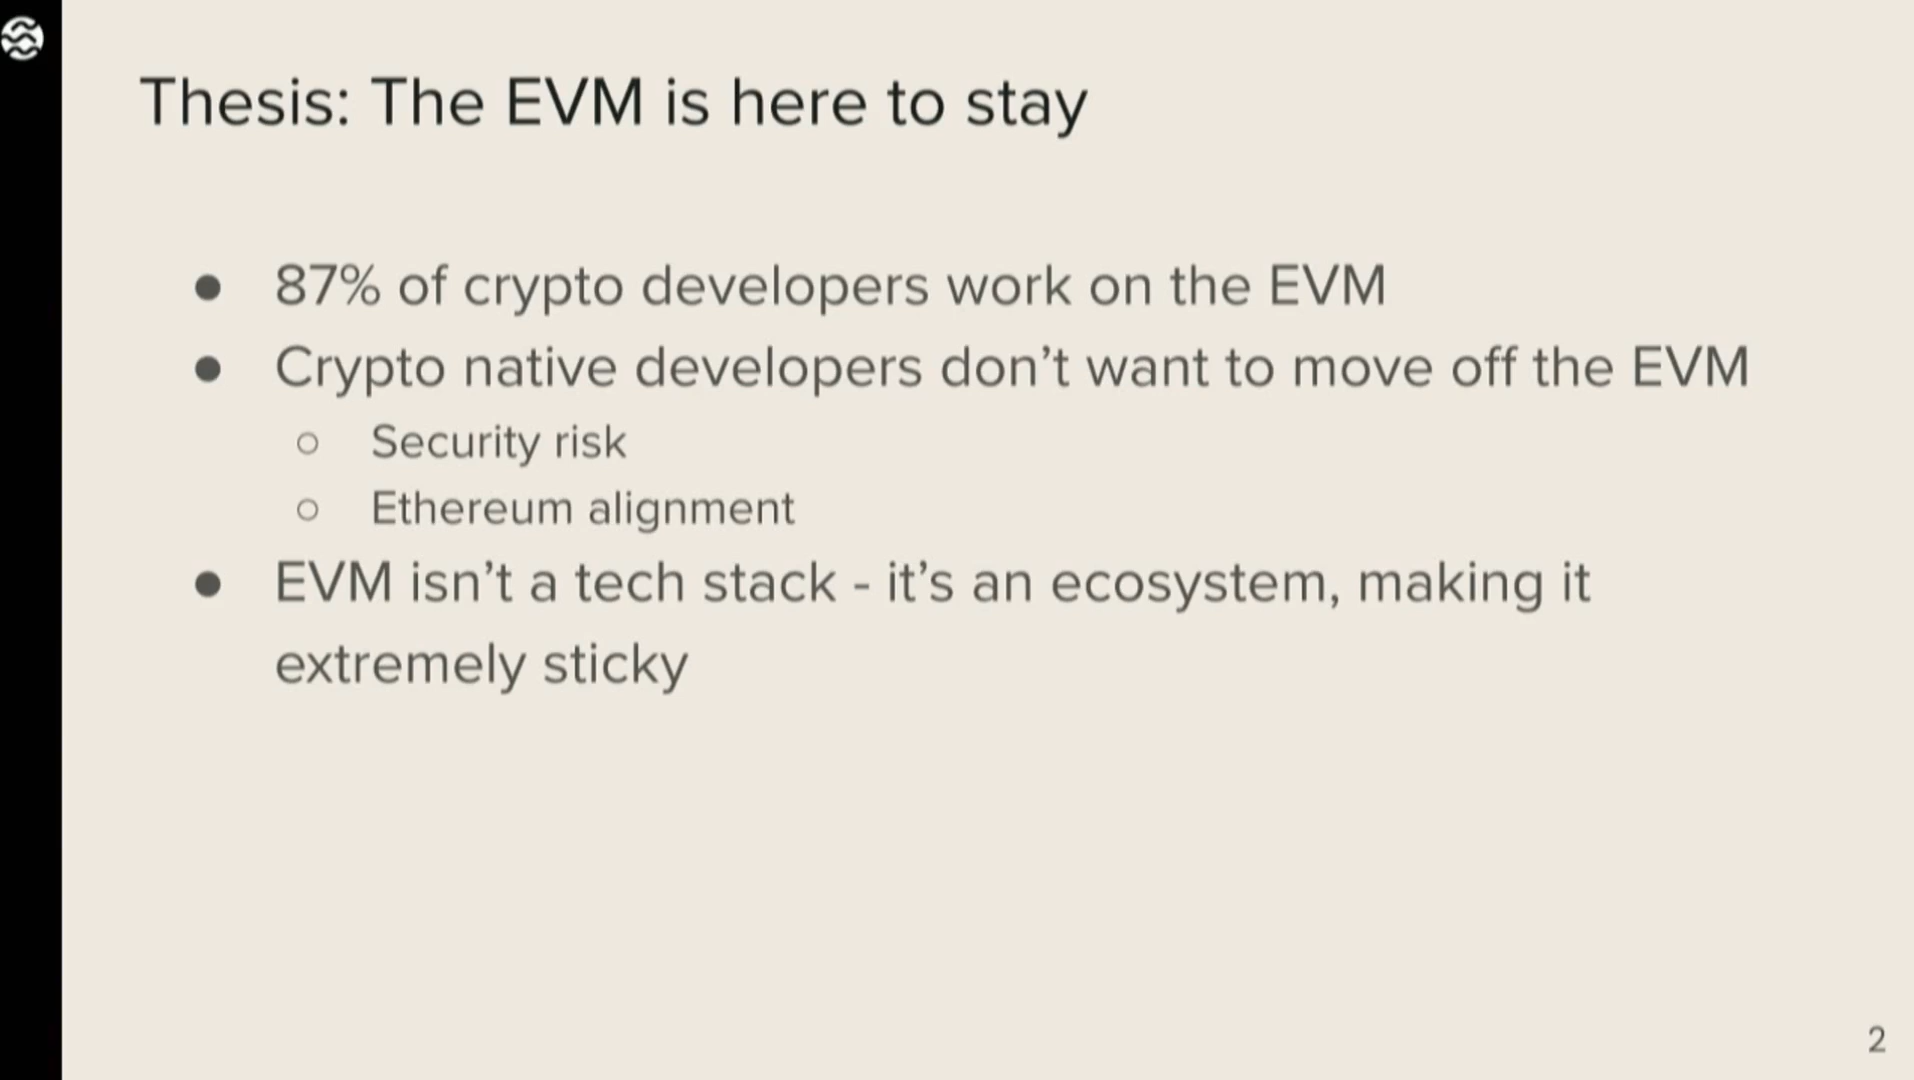 Thesis: The EVM is here to stay
● 87% of crypto developers work on the EVM
● Crypto native developers don’t want to move off the EVM
○ Security risk
○ Ethereum alignment
● EVM isn’t a tech stack - it’s an ecosystem, making it
extremely sticky
2